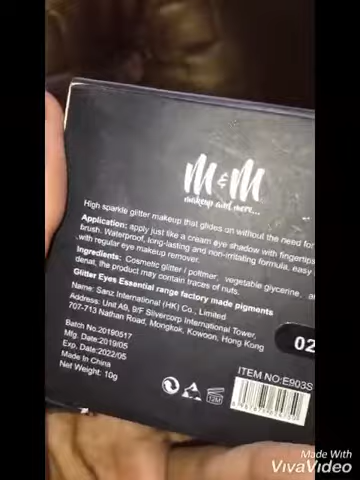 M&M
makeup and more...
High sparkle glitter makeup that glides on without the need for
Application: apply just like a cream eye shadow with fingertips
brush. Waterproof, long-lasting and non-irritating formula, easy
with regular eye makeup remover.
Ingredients: Cosmetic glitter / politmer, vegetable glycerine,
denat, the product may contain traces of nuts.
Glitter Eyes Essential range factory made pigments
Name: Sanz International (HK) Co., Limited
Address: Unit A9, 9/F Silvercorp International Tower,
707-713 Nathan Road, Mongkok, Kowoon, Hong Kong
Batch No.20190517
Mfg. Date:2019/05
Exp. Date:2022/05
Made In China
Net Weight: 10g
02
ITEM NO:E903S
12M
Made With
VivaVideo